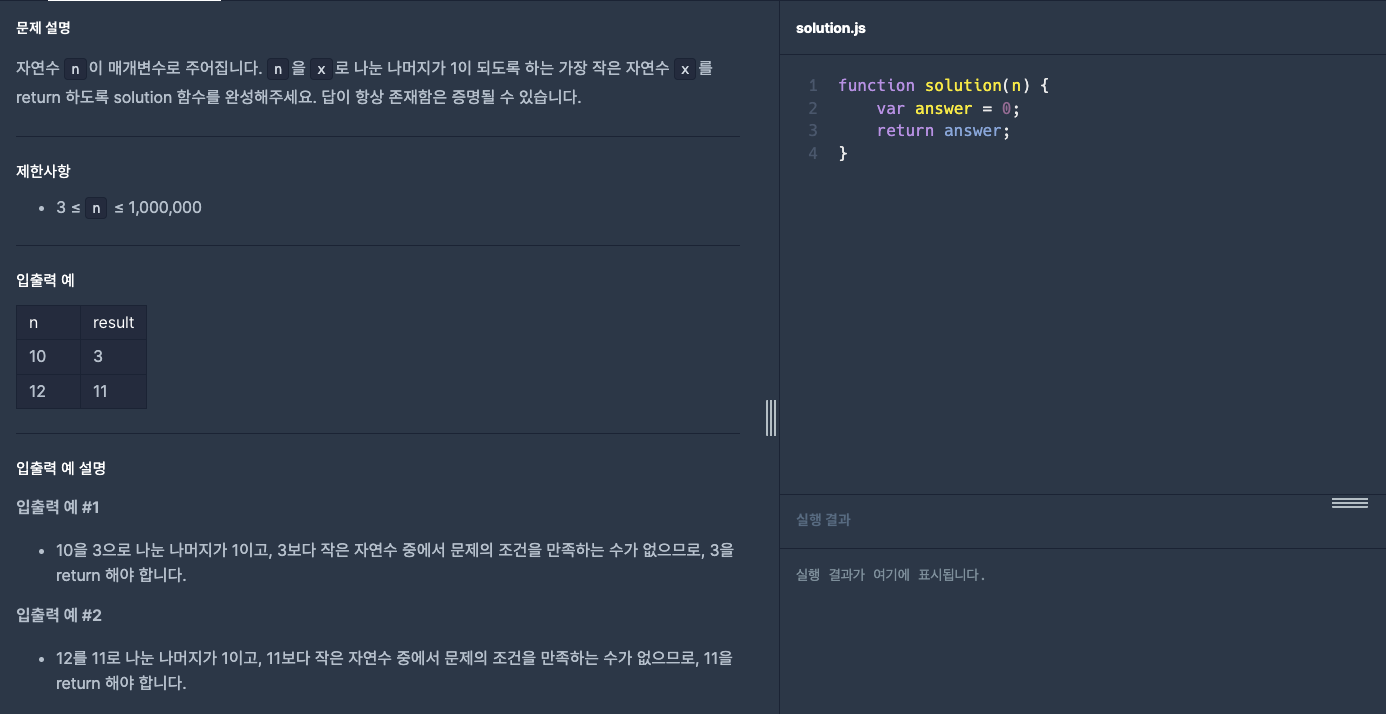 문제 설명
자연수 n이 매개변수로 주어집니다. n을 x로 나눈 나머지가 1이 되도록 하는 가장 작은 자연수 x를
return 하도록 solution 함수를 완성해주세요. 답이 항상 존재함은 증명될 수 있습니다.
제한사항
• 3 ≤ n ≤ 1,000,000
입출력 예
n result
10 3
12 11
입출력 예 설명
입출력 예 #1
• 10을 3으로 나눈 나머지가 1이고, 3보다 작은 자연수 중에서 문제의 조건을 만족하는 수가 없으므로, 3을
return 해야 합니다.
입출력 예 #2
• 12를 11로 나눈 나머지가 1이고, 11보다 작은 자연수 중에서 문제의 조건을 만족하는 수가 없으므로, 11을
return 해야 합니다.
solution.js
1 function solution(n) {
2     var answer = 0;
3     return answer;
4 }
실행 결과
실행 결과가 여기에 표시됩니다.